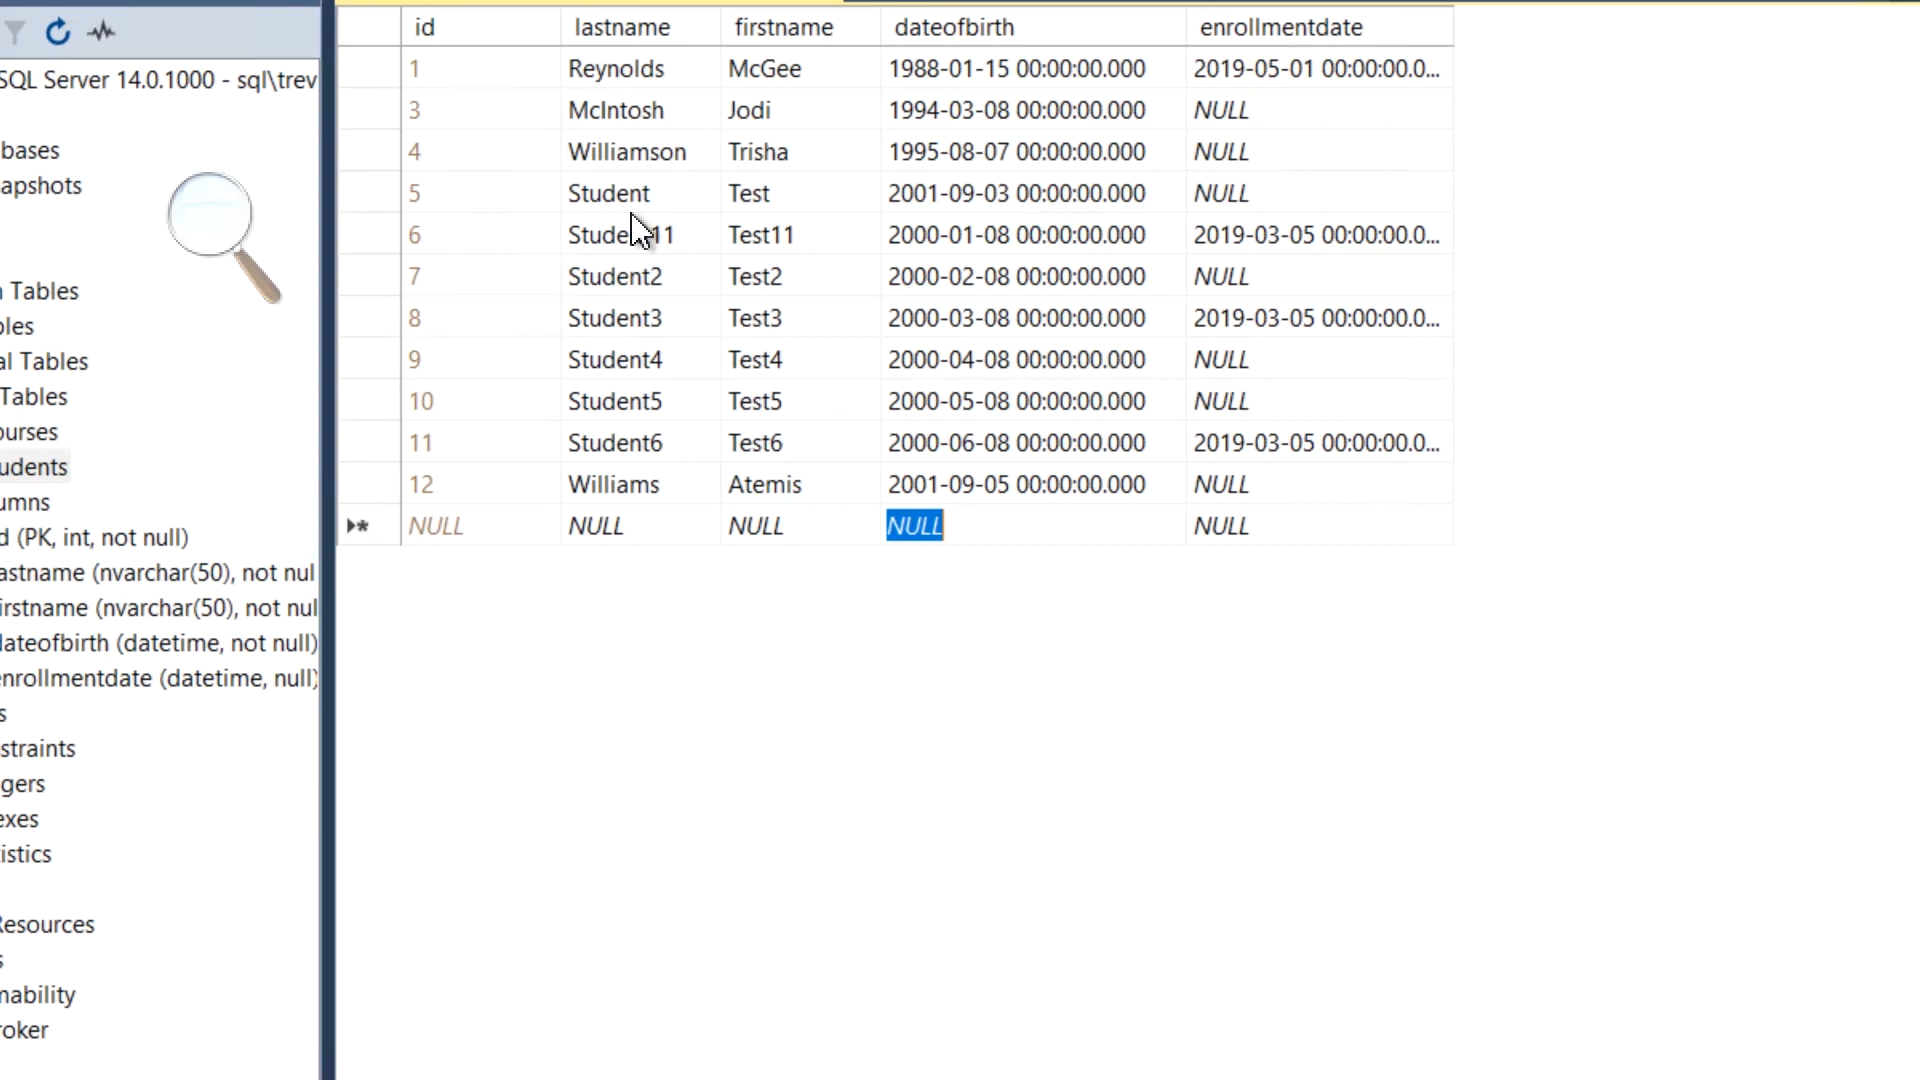 SQL Server 14.0.1000 - sql\trev
bases
apshots
Tables
les
al Tables
Tables
ourses
udents
umns
d (PK, int, not null)
astname (nvarchar(50), not nul
irstname (nvarchar(50), not nul
dateofbirth (datetime, not null)
enrollmentdate (datetime, null)
s
straints
gers
exes
istics
Resources
s
mability
roker
id lastname firstname dateofbirth enrollmentdate
1 Reynolds McGee 1988-01-15 00:00:00.000 2019-05-01 00:00:00.0...
3 McIntosh Jodi 1994-03-08 00:00:00.000 NULL
4 Williamson Trisha 1995-08-07 00:00:00.000 NULL
5 Student Test 2001-09-03 00:00:00.000 NULL
6 Student11 Test11 2000-01-08 00:00:00.000 2019-03-05 00:00:00.0...
7 Student2 Test2 2000-02-08 00:00:00.000 NULL
8 Student3 Test3 2000-03-08 00:00:00.000 2019-03-05 00:00:00.0...
9 Student4 Test4 2000-04-08 00:00:00.000 NULL
10 Student5 Test5 2000-05-08 00:00:00.000 NULL
11 Student6 Test6 2000-06-08 00:00:00.000 2019-03-05 00:00:00.0...
12 Williams Atemis 2001-09-05 00:00:00.000 NULL
NULL NULL NULL NULL NULL